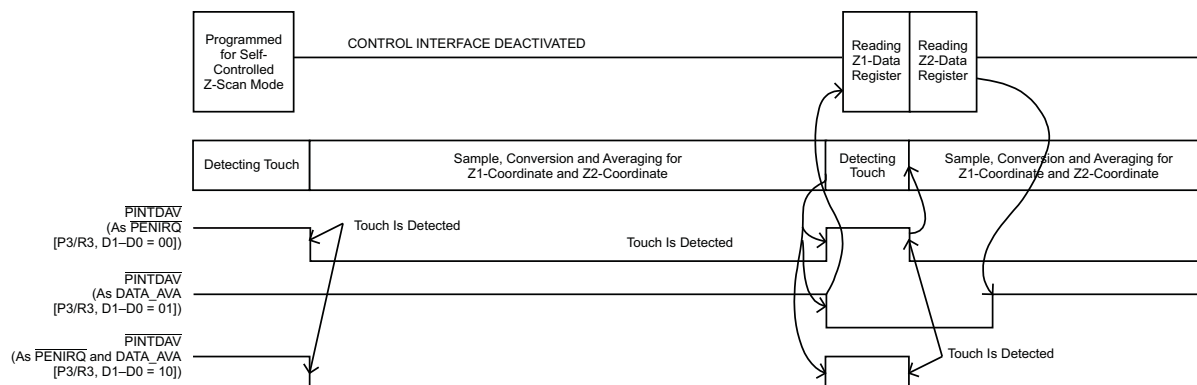 Programmed
for Self-
Controlled
Z-Scan Mode
CONTROL INTERFACE DEACTIVATED
Reading
Z1-Data
Register
Reading
Z2-Data
Register
Detecting Touch
Sample, Conversion and Averaging for
Z1-Coordinate and Z2-Coordinate
Detecting
Touch
Sample, Conversion and Averaging for
Z1-Coordinate and Z2-Coordinate
PINTDAV
(As PENIRQ
[P3/R3, D1–D0 = 00])
Touch Is Detected
Touch Is Detected
PINTDAV
(As DATA_AVA
[P3/R3, D1–D0 = 01])
PINTDAV
(As PENIRQ and DATA_AVA
[P3/R3, D1–D0 = 10])
Touch Is Detected